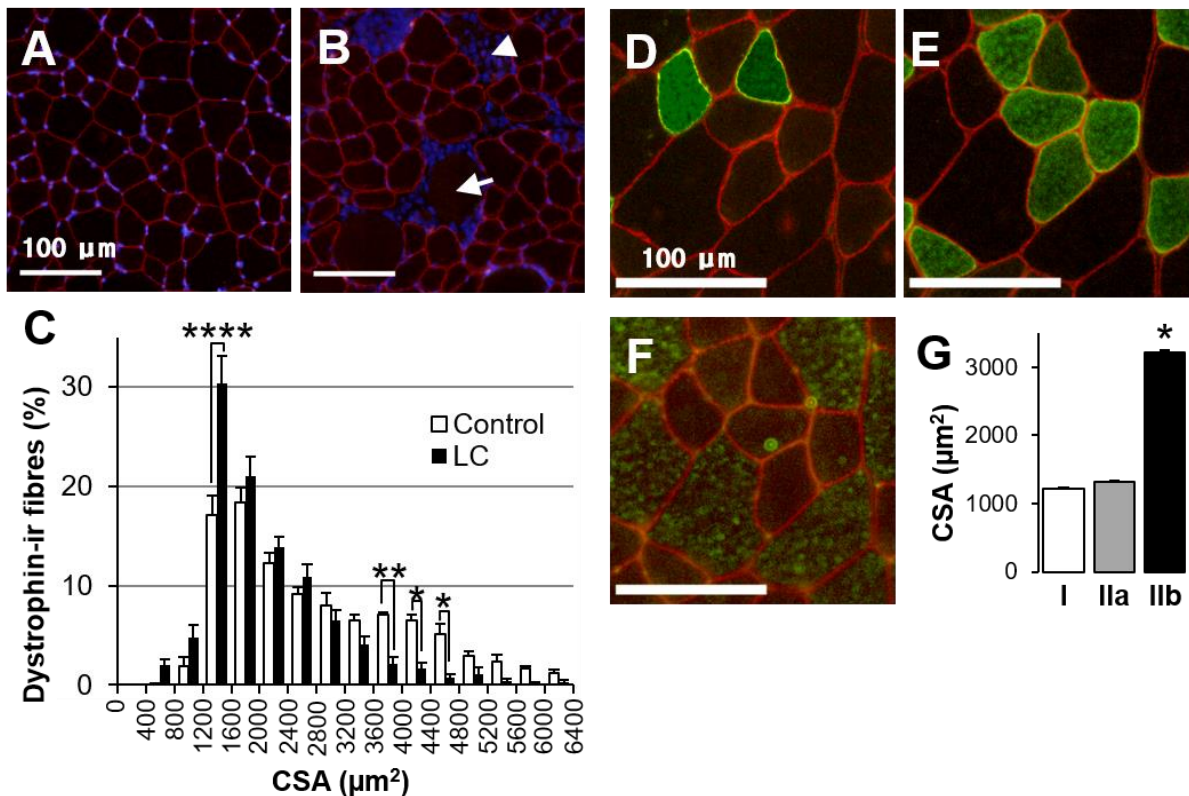 A
100 µm
B
D
100 µm
E
C
Dystrophin-ir fibres (%)
30
20
10
0
****
**
*
*
Control
LC
0
400
800
1200
1600
2000
2400
2800
3200
3600
4000
4400
4800
5200
5600
6000
6400
CSA (µm²)
F
G
CSA (µm²)
3000
2000
1000
0
*
I
IIa
IIb